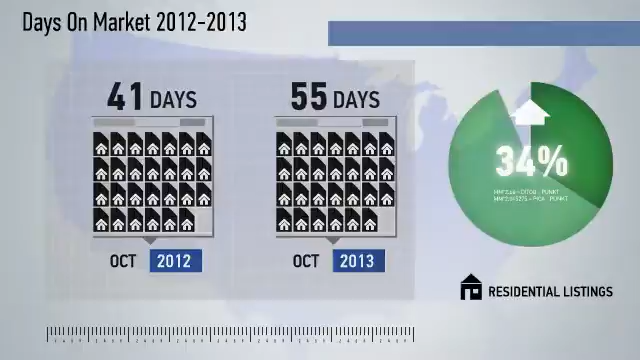 Days On Market 2012-2013
41 DAYS
55 DAYS
34%
OCT 2012
OCT 2013
RESIDENTIAL LISTINGS